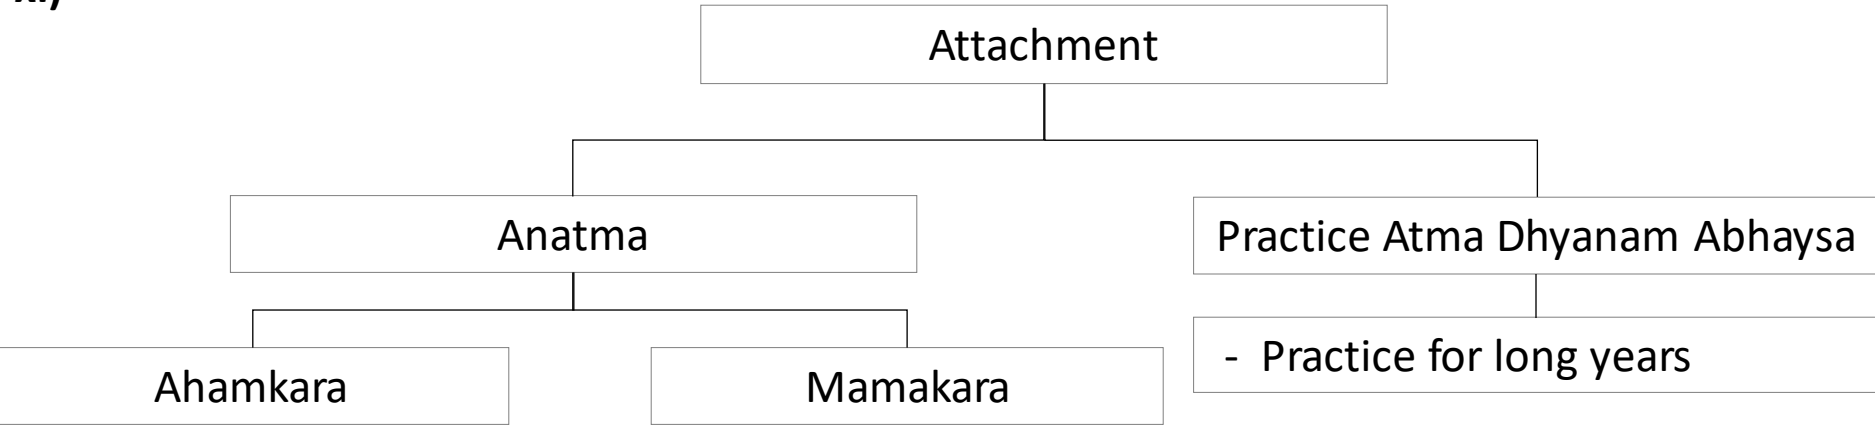 Attachment
Anatma
Practice Atma Dhyanam Abhaysa
- Practice for long years
Ahamkara
Mamakara